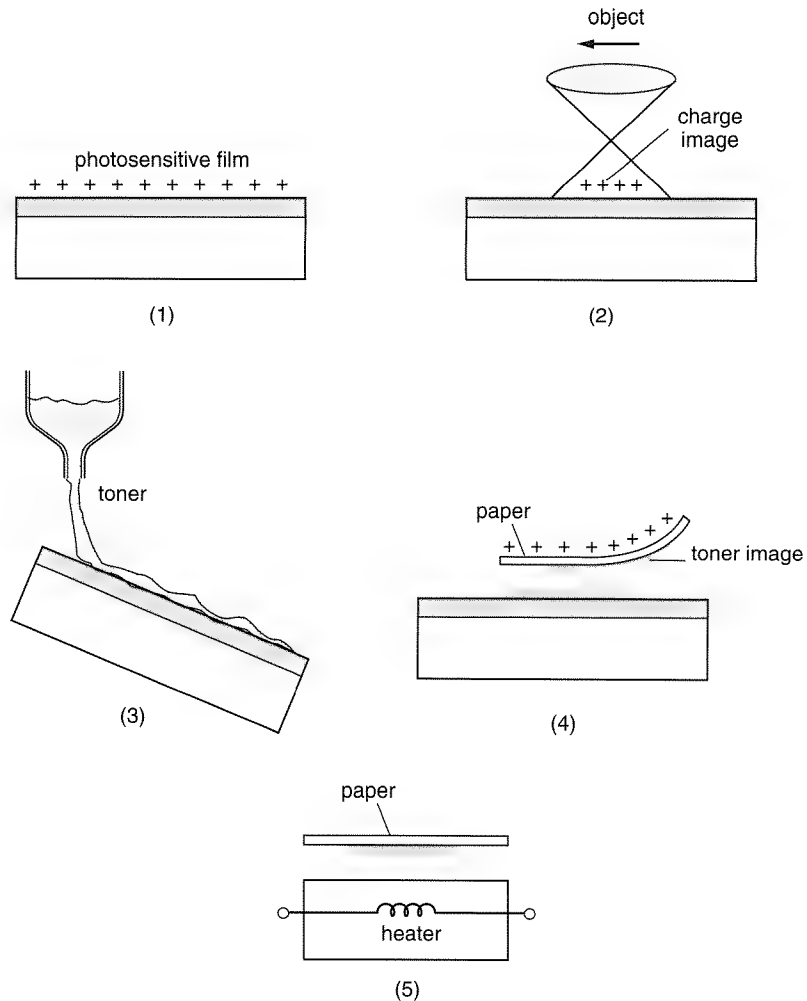 photosensitive film
+ + + + + + + + + +
(1)
object
charge
image
+ + + +
(2)
toner
(3)
paper
+ + + + + + + +
toner image
(4)
paper
heater
(5)